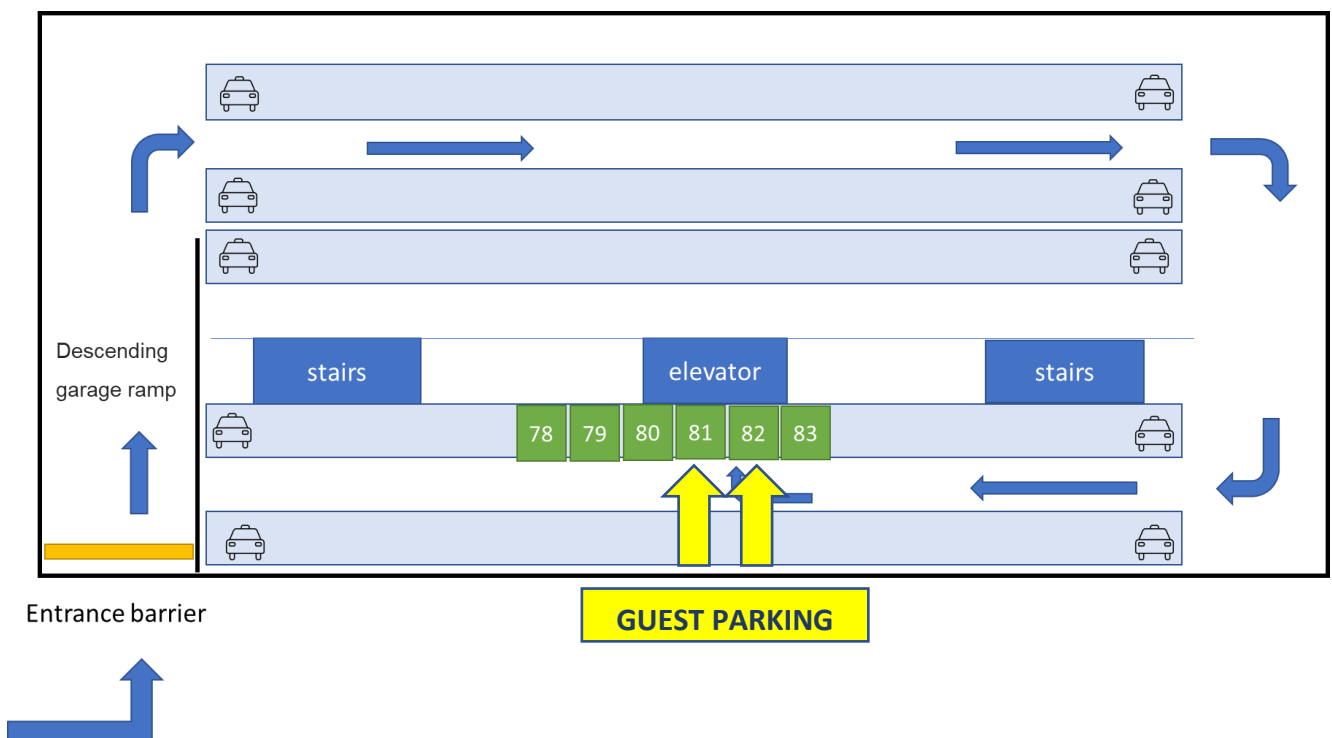 Descending
garage ramp
stairs
elevator
stairs
78
79
80
81
82
83
Entrance barrier
GUEST PARKING